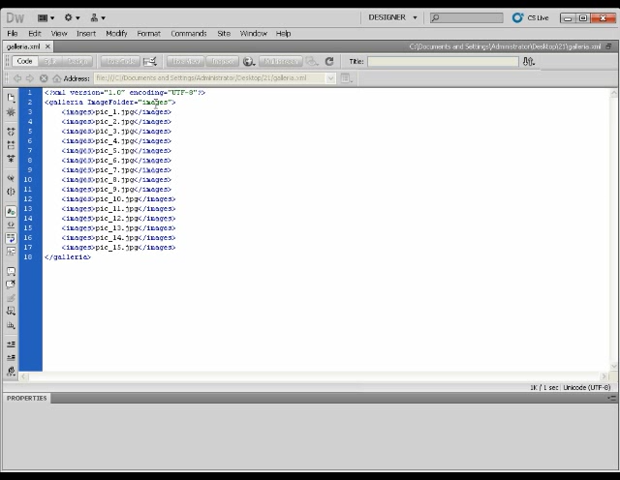 Dw
DESIGNER
CS Live
File Edit View Insert Modify Format Commands Site Window Help
galleria.xml
C:\Documents and Settings\Administrator\Desktop\21\galleria.xml
Code
Title:
Address:
1 <?xml version="1.0" encoding="UTF-8"?>
2 <galleria ImageFolder="images">
3 <images>pic_1.jpg</images>
4 <images>pic_2.jpg</images>
5 <images>pic_3.jpg</images>
6 <images>pic_4.jpg</images>
7 <images>pic_5.jpg</images>
8 <images>pic_6.jpg</images>
9 <images>pic_7.jpg</images>
10 <images>pic_8.jpg</images>
11 <images>pic_9.jpg</images>
12 <images>pic_10.jpg</images>
13 <images>pic_11.jpg</images>
14 <images>pic_12.jpg</images>
15 <images>pic_13.jpg</images>
16 <images>pic_14.jpg</images>
17 <images>pic_15.jpg</images>
18 </galleria>
1K / 1 sec Unicode (UTF-8)
PROPERTIES